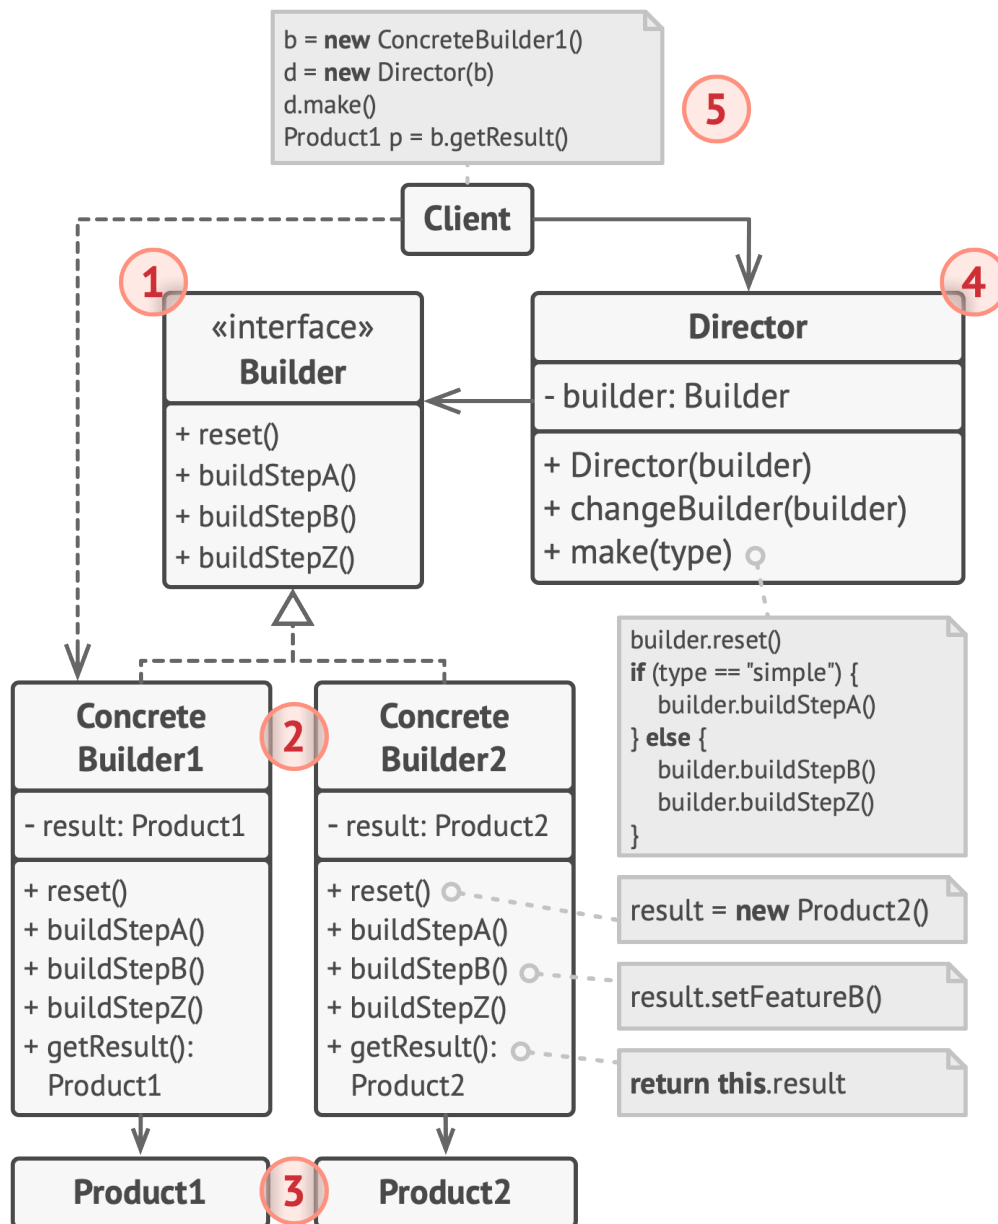 b = new ConcreteBuilder1()
d = new Director(b)
d.make()
Product1 p = b.getResult()
5
Client
1
«interface»
Builder
+ reset()
+ buildStepA()
+ buildStepB()
+ buildStepZ()
4
Director
- builder: Builder
+ Director(builder)
+ changeBuilder(builder)
+ make(type)
builder.reset()
if (type == "simple") {
builder.buildStepA()
} else {
builder.buildStepB()
builder.buildStepZ()
}
2
Concrete
Builder1
- result: Product1
+ reset()
+ buildStepA()
+ buildStepB()
+ buildStepZ()
+ getResult():
Product1
Concrete
Builder2
- result: Product2
+ reset()
+ buildStepA()
+ buildStepB()
+ buildStepZ()
+ getResult():
Product2
result = new Product2()
result.setFeatureB()
return this.result
Product1
3
Product2